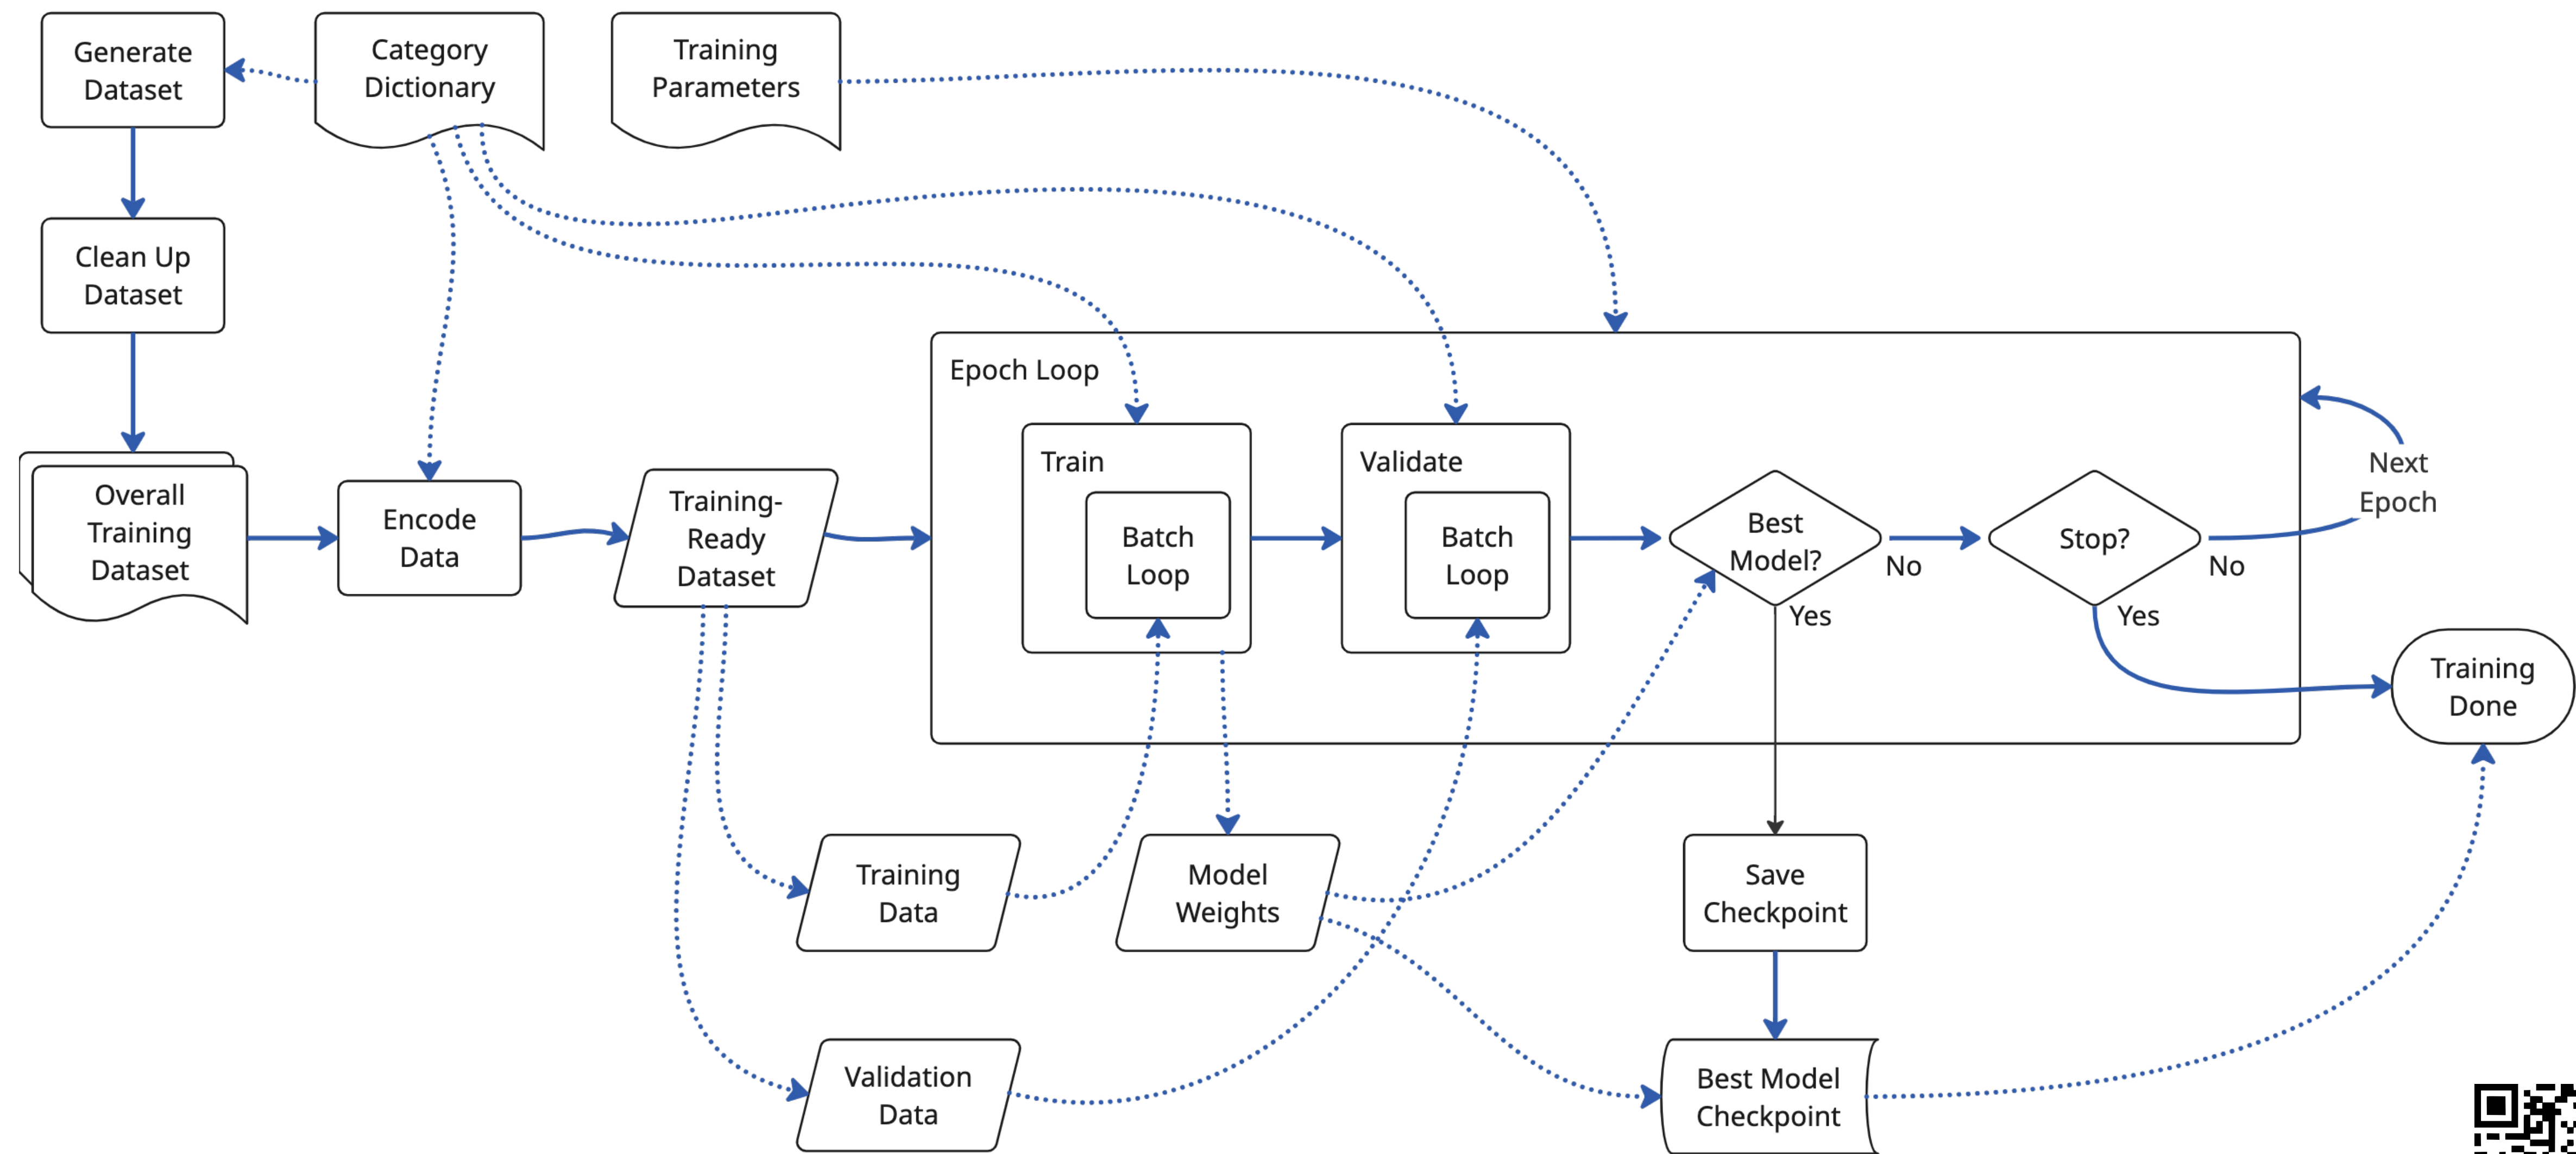 Generate
Dataset
Category
Dictionary
Training
Parameters
Clean Up
Dataset
Epoch Loop
Overall
Training
Dataset
Encode
Data
Training-
Ready
Dataset
Train
Batch
Loop
Validate
Batch
Loop
Best
Model?
No
Yes
Stop?
No
Yes
Next
Epoch
Training
Done
Training
Data
Model
Weights
Save
Checkpoint
Validation
Data
Best Model
Checkpoint